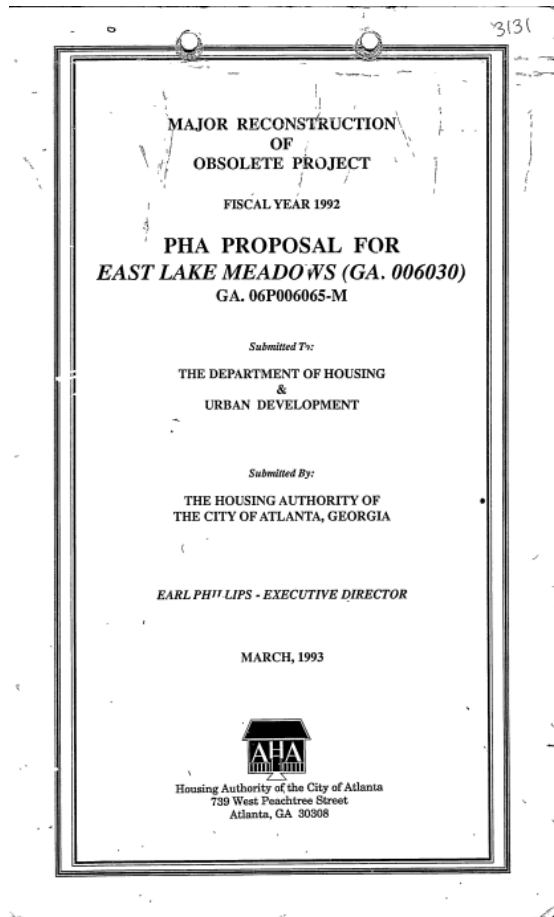 3131
MAJOR RECONSTRUCTION
OF
OBSOLETE PROJECT
FISCAL YEAR 1992
PHA PROPOSAL FOR
EAST LAKE MEADOWS (GA. 006030)
GA. 06P006065-M
Submitted To:
THE DEPARTMENT OF HOUSING
&
URBAN DEVELOPMENT
Submitted By:
THE HOUSING AUTHORITY OF
THE CITY OF ATLANTA, GEORGIA
EARL PHILLIPS - EXECUTIVE DIRECTOR
MARCH, 1993
AHA
Housing Authority of the City of Atlanta
739 West Peachtree Street
Atlanta, GA 30308